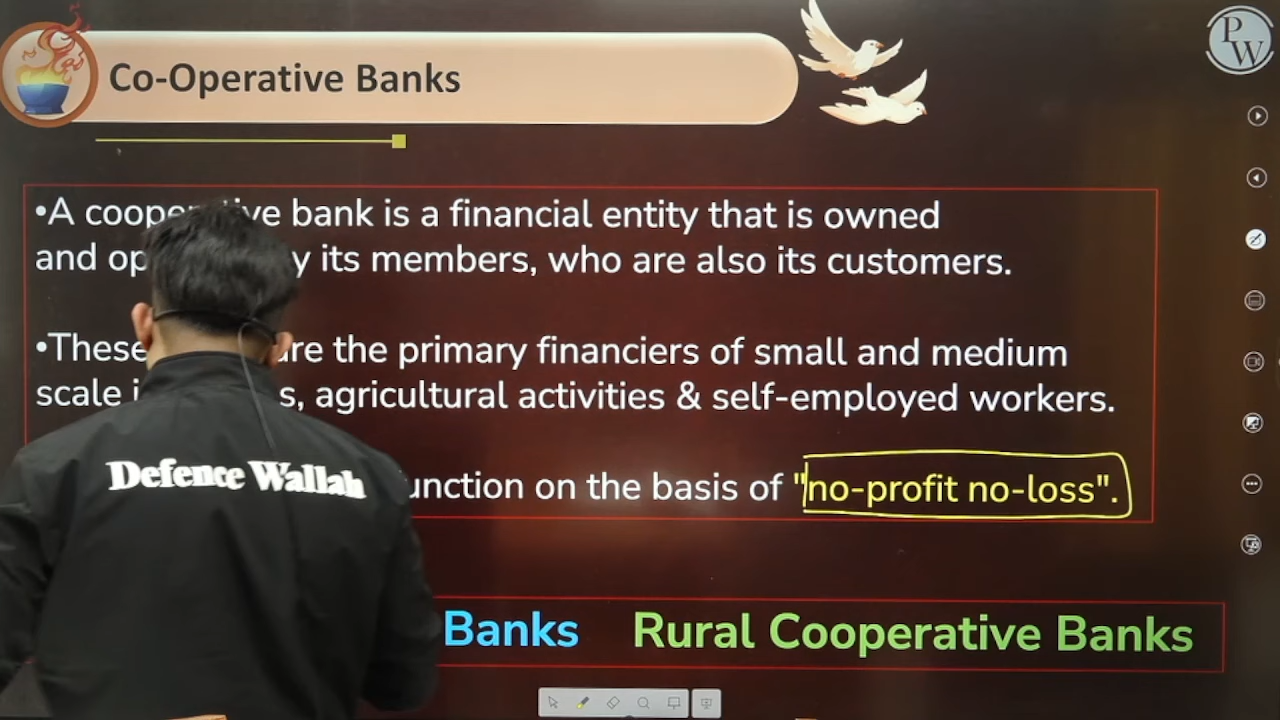 PW
Co-Operative Banks
•A ive bank is a financial entity that is owned
and op y its members, who are also its customers.
•These are the primary financiers of small and medium
scale s, agricultural activities & self-employed workers.
Defence Wallah
unction on the basis of "no-profit no-loss".
Banks Rural Cooperative Banks